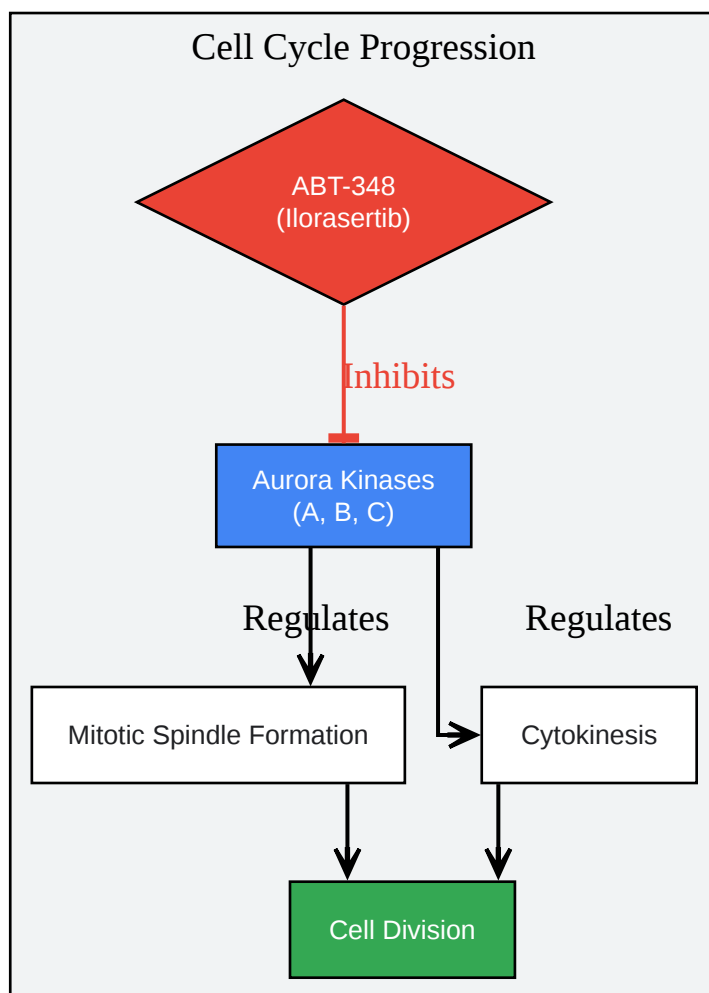 Cell Cycle Progression
ABT-348
(Ilorasertib)
Inhibits
Aurora Kinases
(A, B, C)
Regulates
Regulates
Mitotic Spindle Formation
Cytokinesis
Cell Division